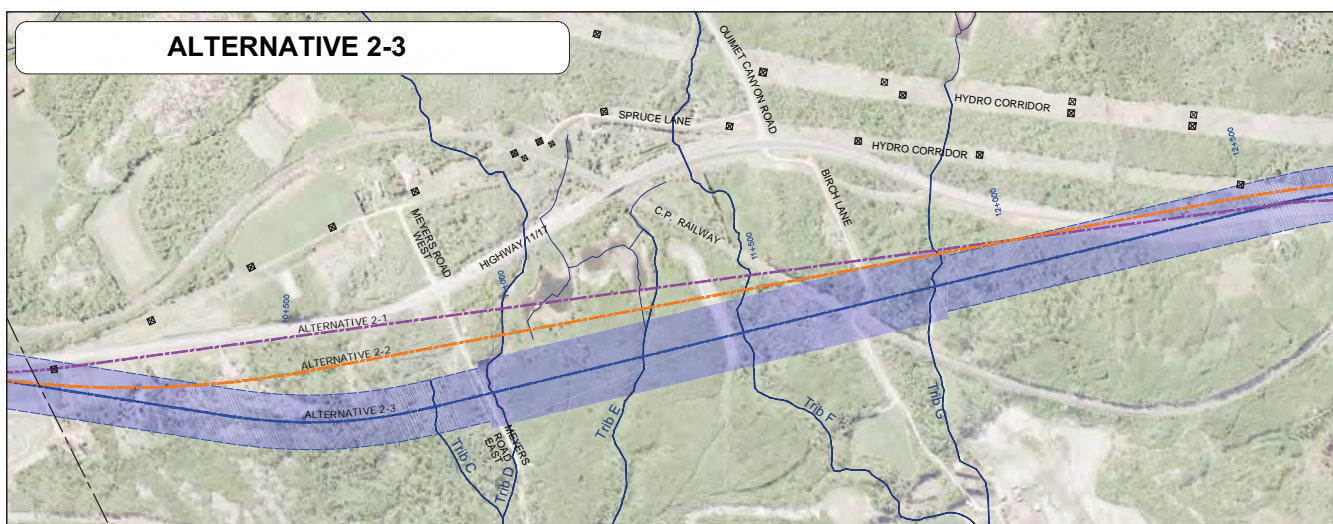 ALTERNATIVE 2-3
OUIMET CANYON ROAD
HYDRO CORRIDOR
SPRUCE LANE
HYDRO CORRIDOR
12+500
BIRCH LANE
12+000
MEYERS ROAD
WEST
C.P. RAILWAY
HIGHWAY 11/17
11+500
11+000
10+500
ALTERNATIVE 2-1
ALTERNATIVE 2-2
ALTERNATIVE 2-3
Trib C
Trib D
MEYERS
ROAD
EAST
Trib E
Trib F
Trib G